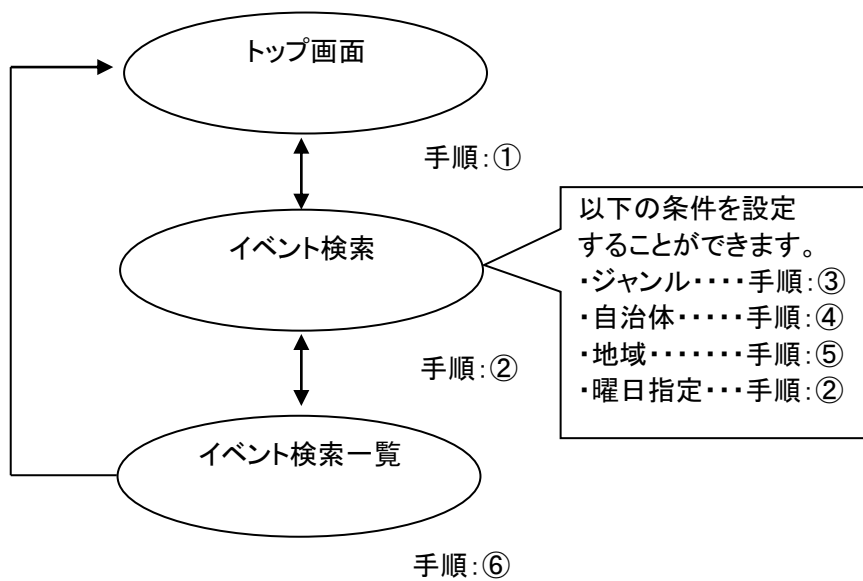 トップ画面
手順：①
以下の条件を設定
することができます。
・ジャンル・・・・手順：③
・自治体・・・・・手順：④
・地域・・・・・・・手順：⑤
・曜日指定・・・手順：②
イベント検索
手順：②
イベント検索一覧
手順：⑥